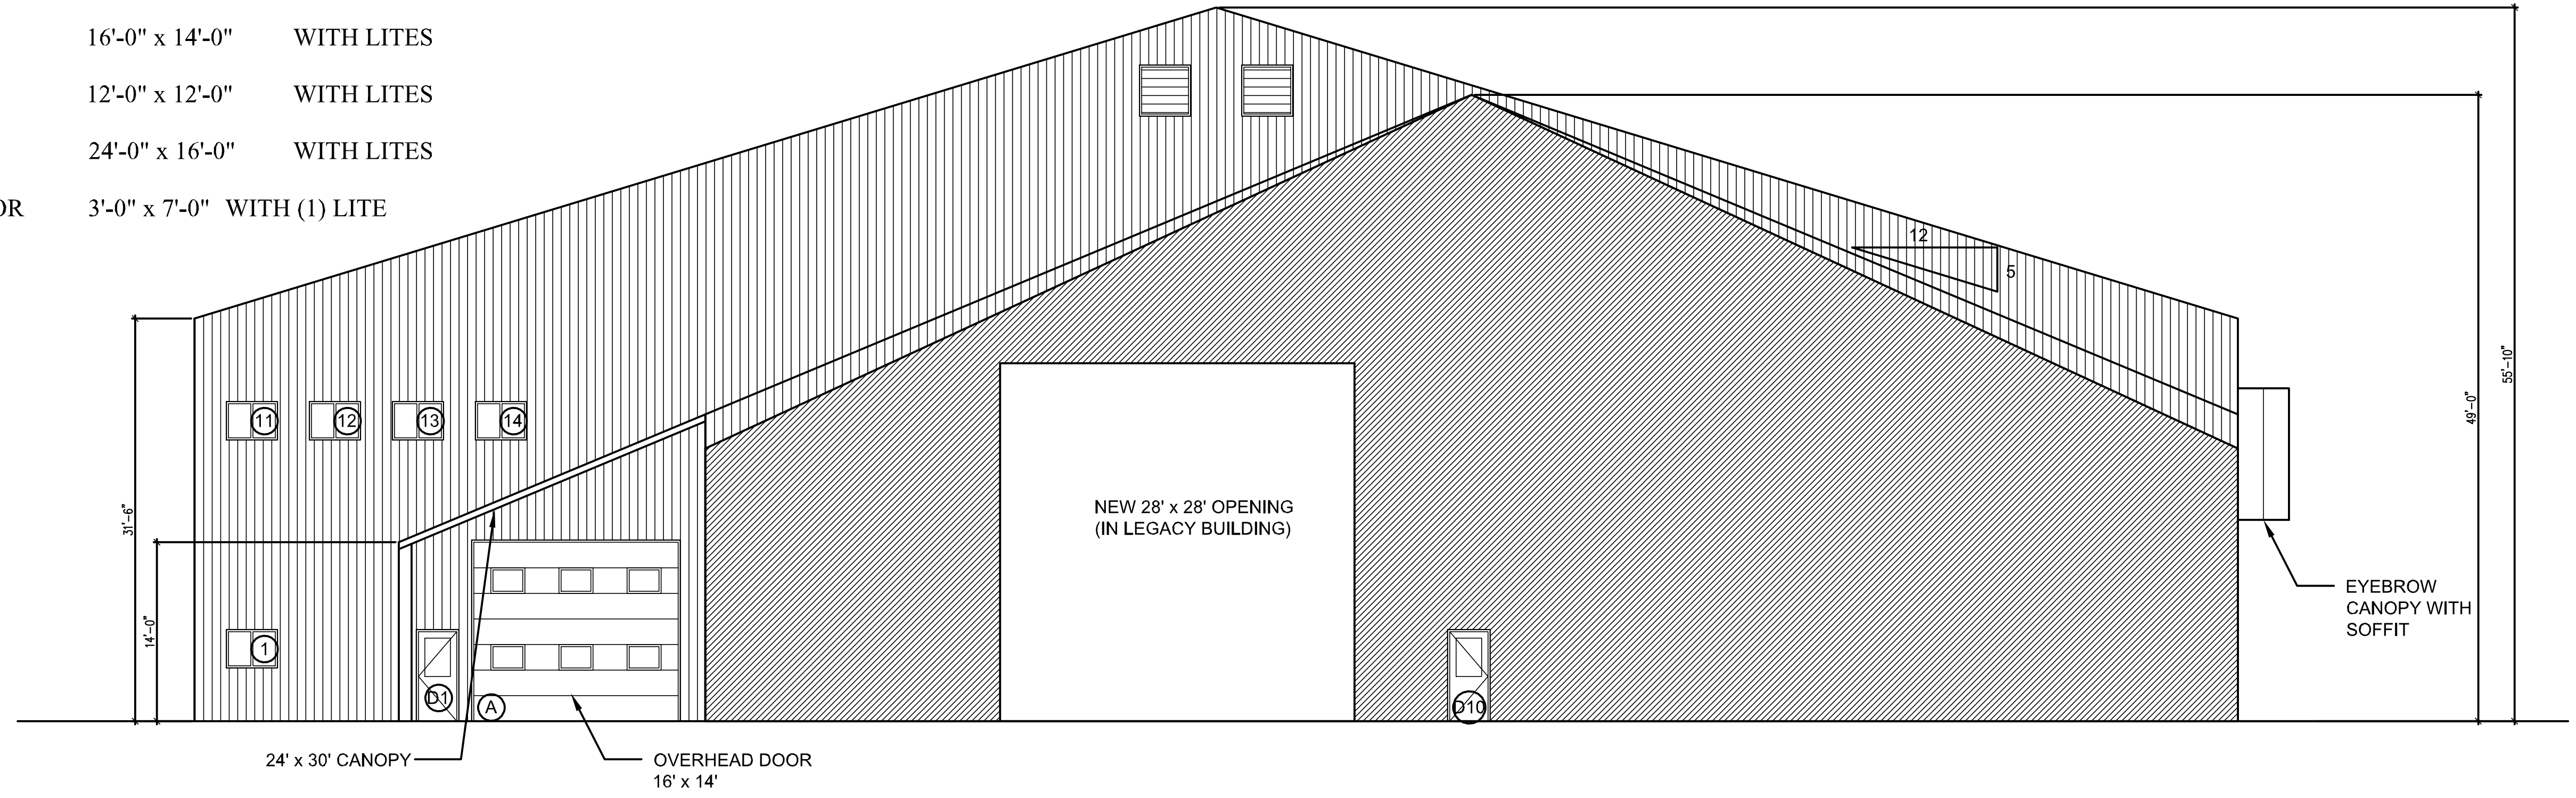 16'-0" x 14'-0" WITH LITES
12'-0" x 12'-0" WITH LITES
24'-0" x 16'-0" WITH LITES
OR 3'-0" x 7'-0" WITH (1) LITE
12
5
55'-10"
49'-0"
31'-6"
14'-0"
11
12
13
14
1
D1
A
D10
NEW 28' x 28' OPENING
(IN LEGACY BUILDING)
EYEBROW
CANOPY WITH
SOFFIT
24' x 30' CANOPY
OVERHEAD DOOR
16' x 14'